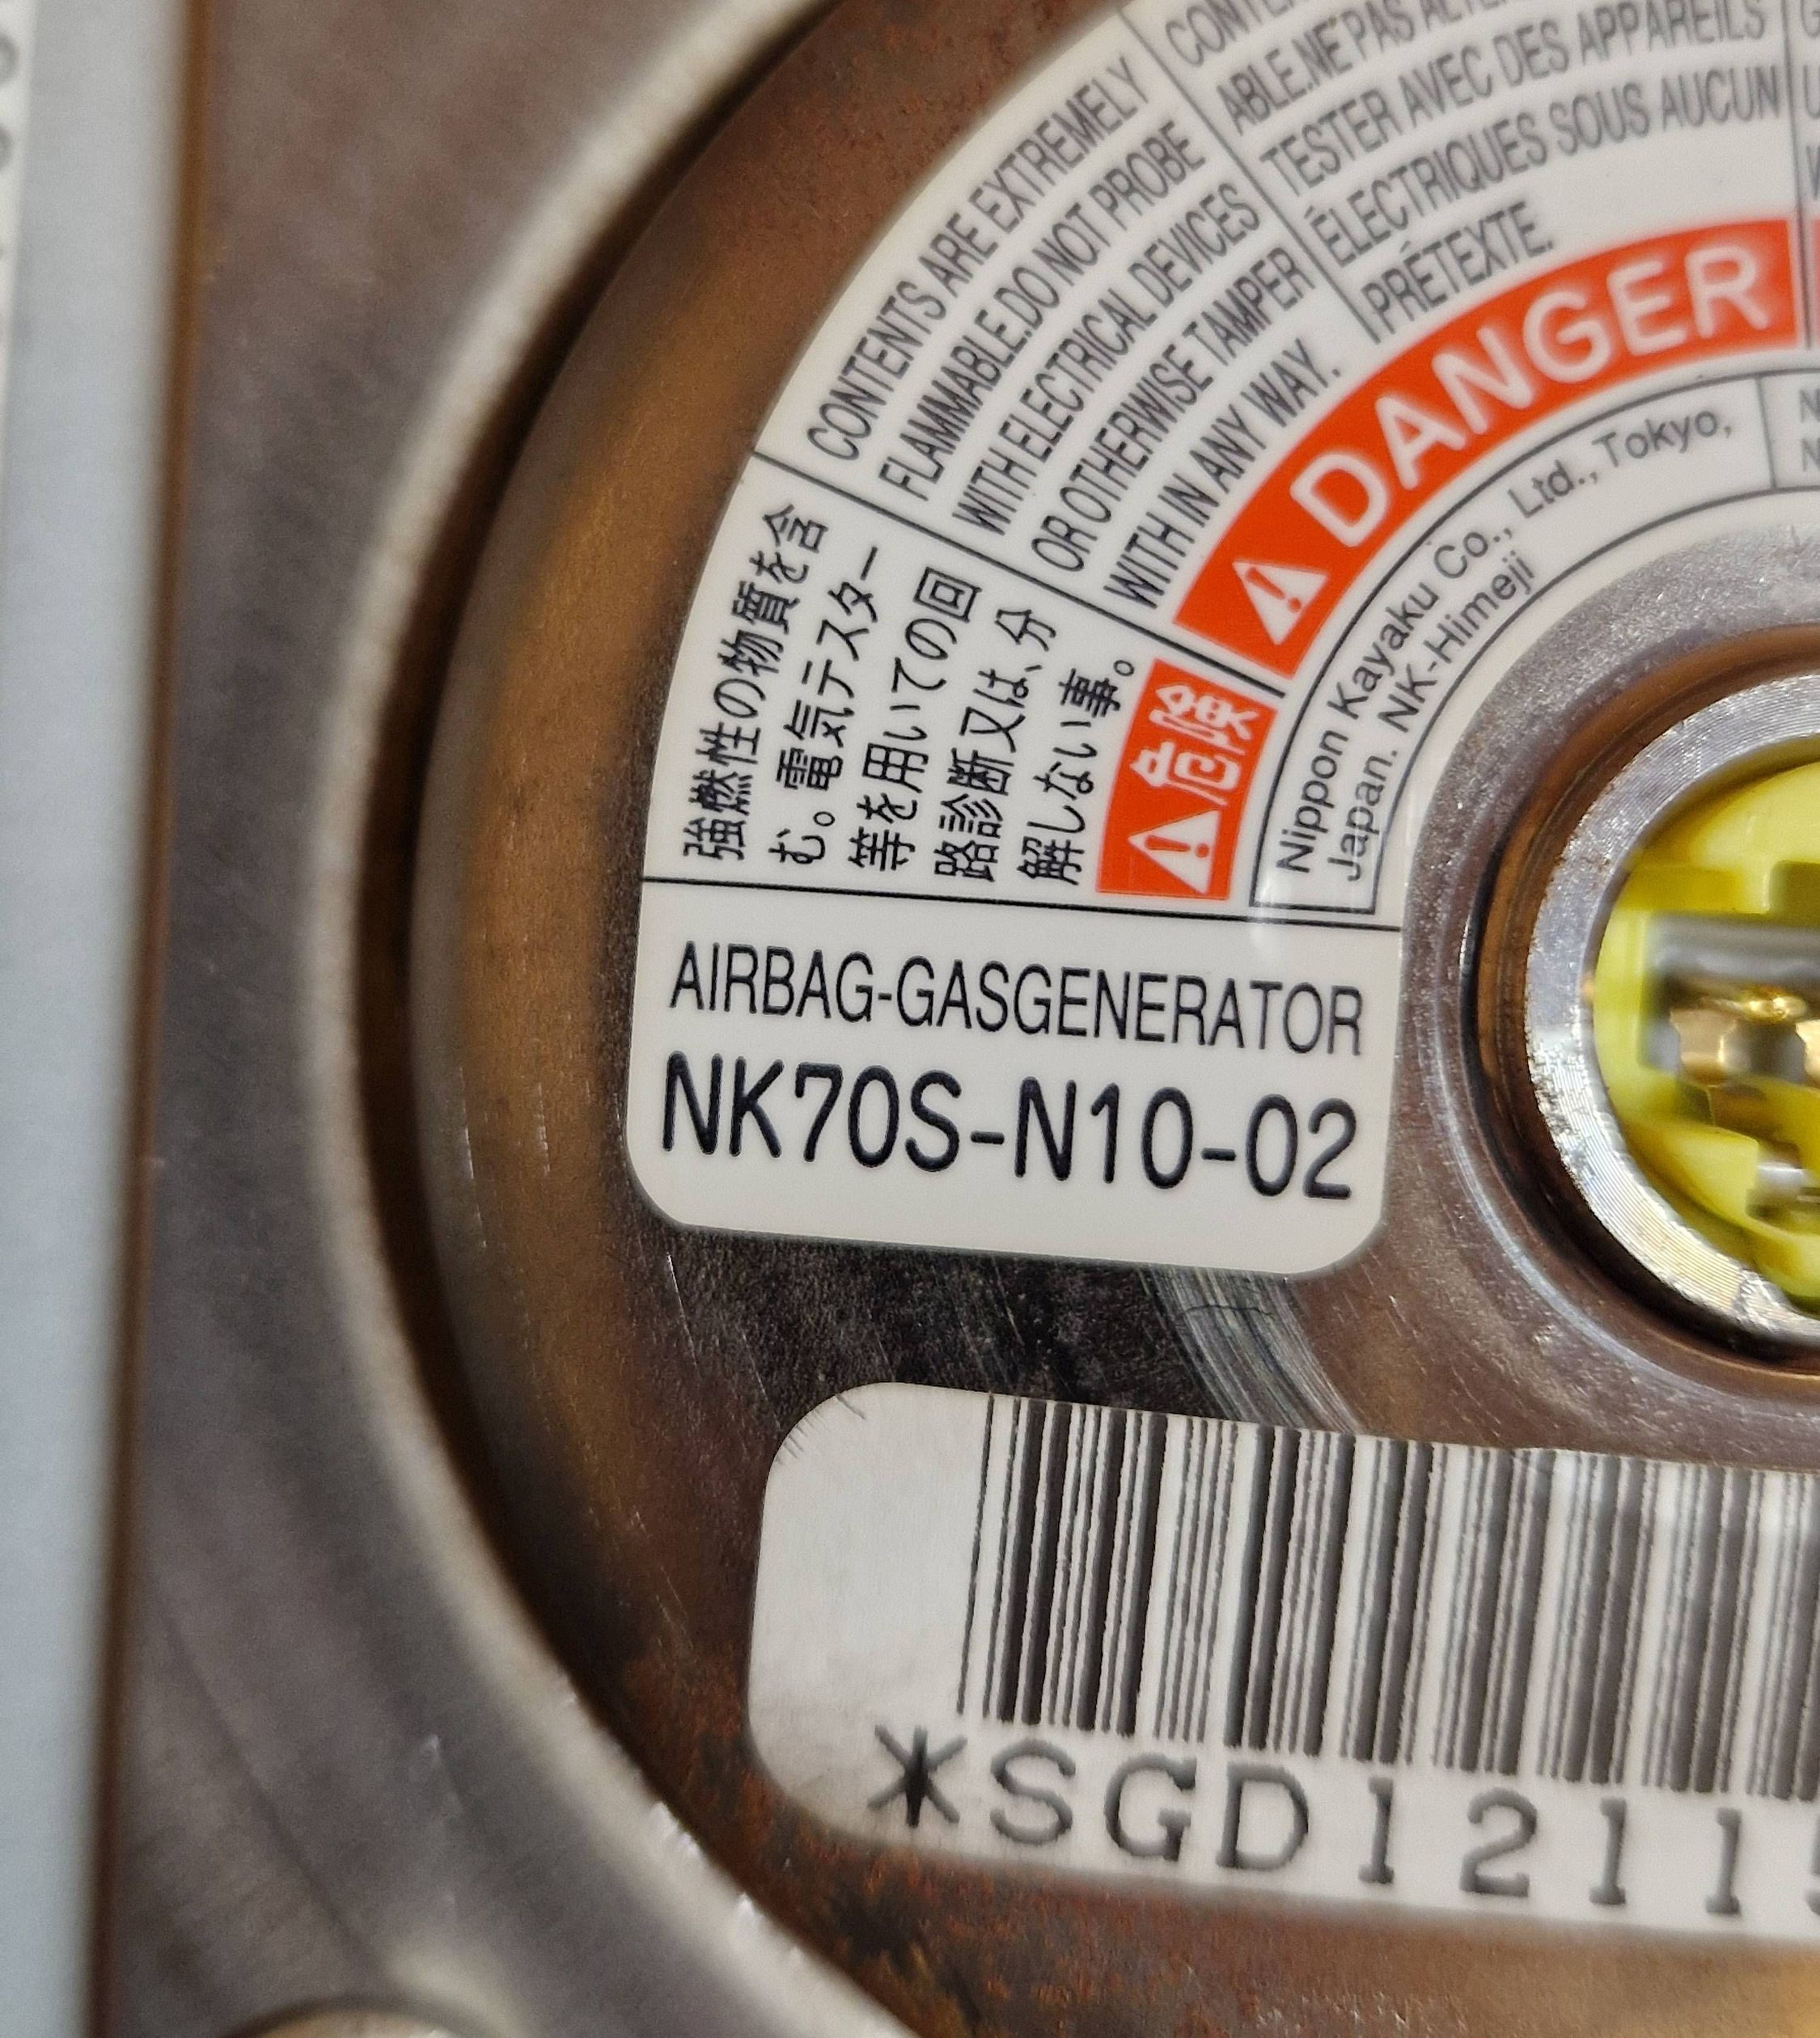 強燃性の物質を含
む。電気テスター
等を用いての回
路診断又は、分
解しない事。
危険
CONTENTS ARE EXTREMELY
FLAMMABLE.DO NOT PROBE
WITH ELECTRICAL DEVICES
OR OTHERWISE TAMPER
WITH IN ANY WAY.
DANGER
ABLE.NE PAS
TESTER AVEC DES APPAREILS
ÉLECTRIQUES SOUS AUCUN
PRÉTEXTE.
Nippon Kayaku Co., Ltd., Tokyo,
Japan. NK-Himeji
AIRBAG-GASGENERATOR
NK70S-N10-02
*SGD1211